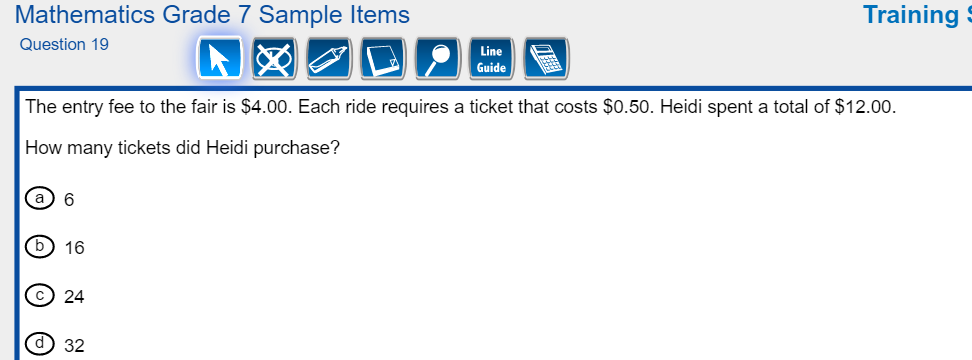 Mathematics Grade 7 Sample Items
Training
Question 19
Line
Guide
The entry fee to the fair is $4.00. Each ride requires a ticket that costs $0.50. Heidi spent a total of $12.00.
How many tickets did Heidi purchase?
a 6
b 16
c 24
d 32